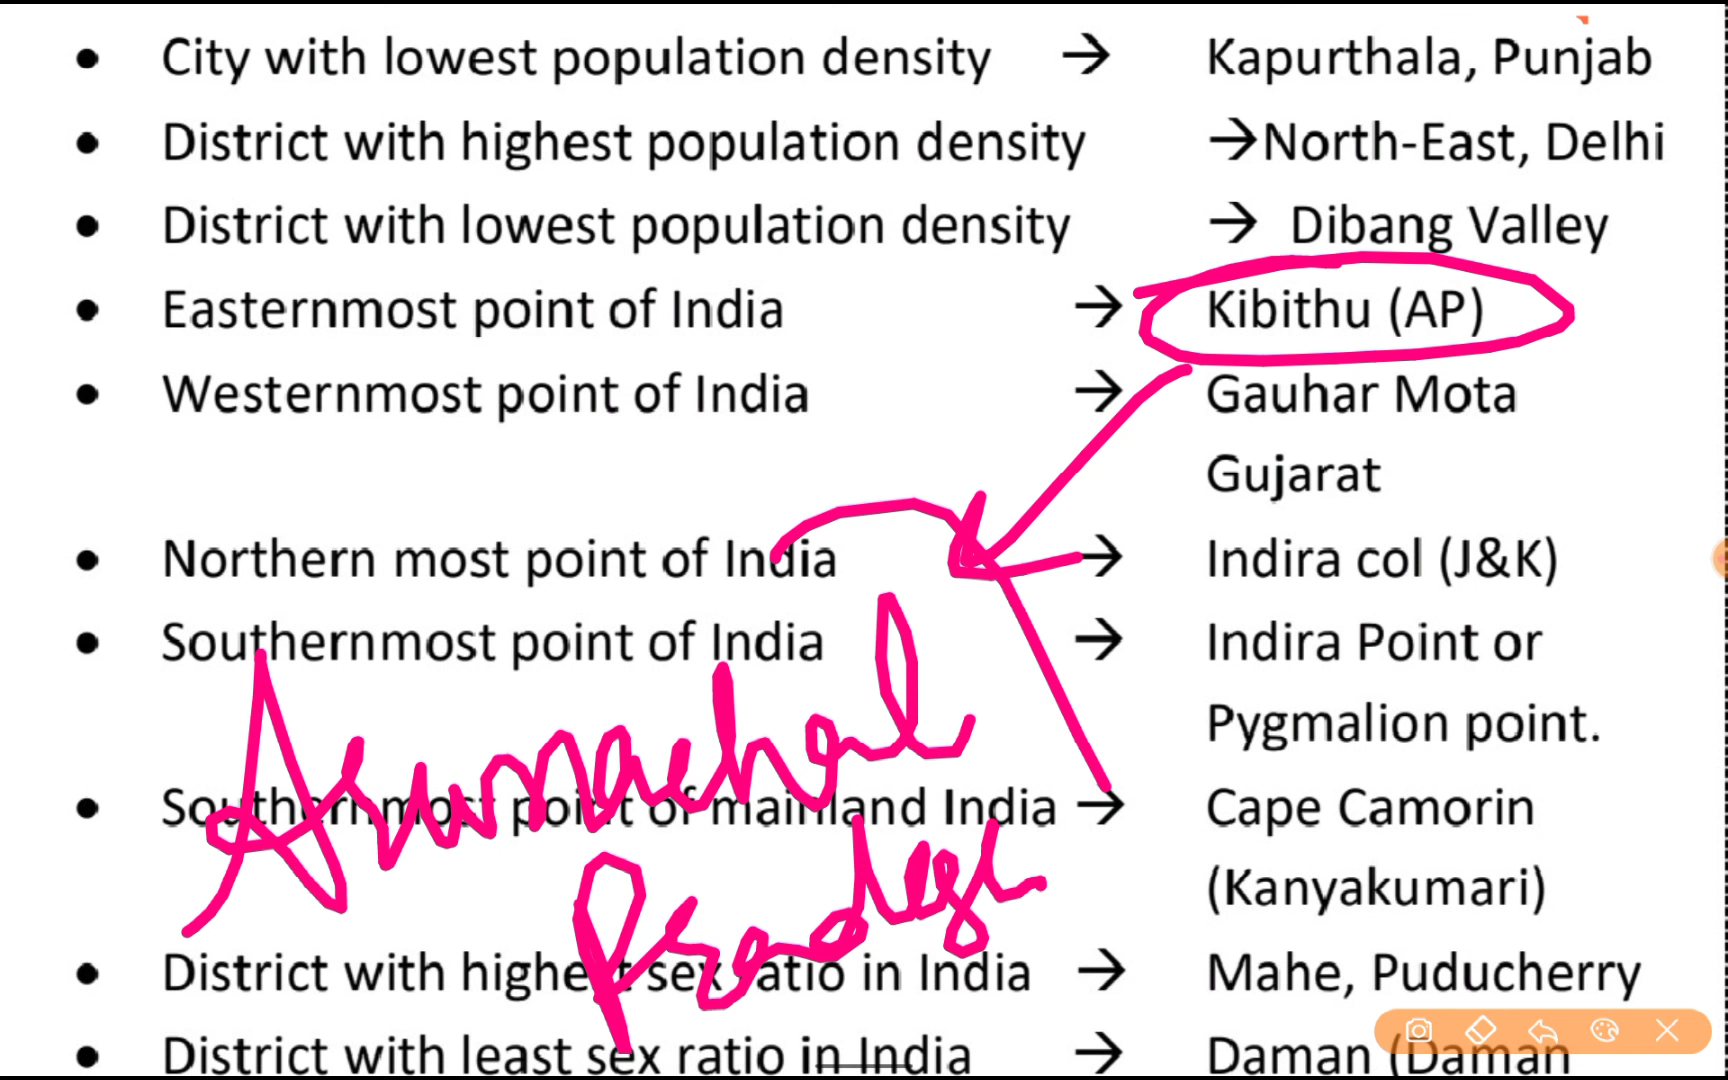 • City with lowest population density → Kapurthala, Punjab
• District with highest population density →North-East, Delhi
• District with lowest population density → Dibang Valley
• Easternmost point of India → Kibithu (AP)
• Westernmost point of India → Gauhar Mota
Gujarat
• Northern most point of India → Indira col (J&K)
• Southernmost point of India → Indira Point or
Pygmalion point.
Arunachal
• Southernmost point of mainland India → Cape Camorin
(Kanyakumari)
Pradesh
• District with highest sex ratio in India → Mahe, Puducherry
• District with least sex ratio in India → Daman (Daman